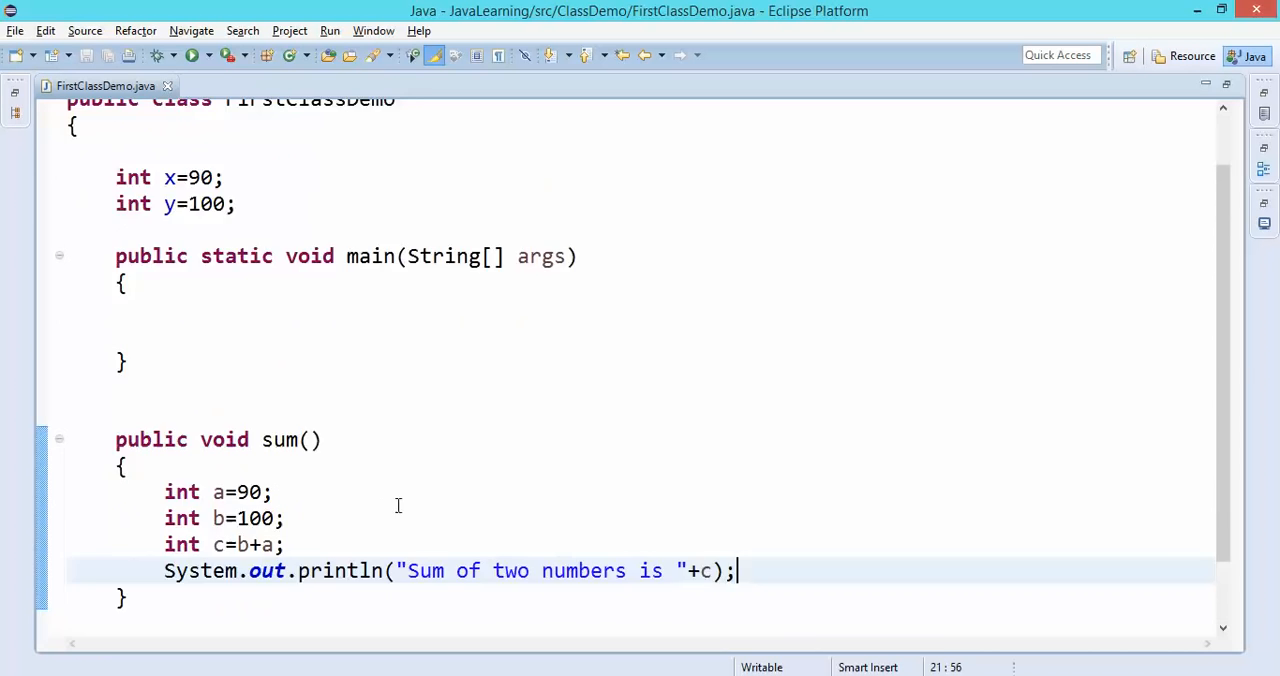 Java - JavaLearning/src/ClassDemo/FirstClassDemo.java - Eclipse Platform
File Edit Source Refactor Navigate Search Project Run Window Help
Quick Access Resource Java
FirstClassDemo.java
public class FirstClassDemo
{
int x=90;
int y=100;
public static void main(String[] args)
{
}
public void sum()
{
int a=90;
int b=100;
int c=b+a;
System.out.println("Sum of two numbers is "+c);
}
Writable Smart Insert 21 : 56